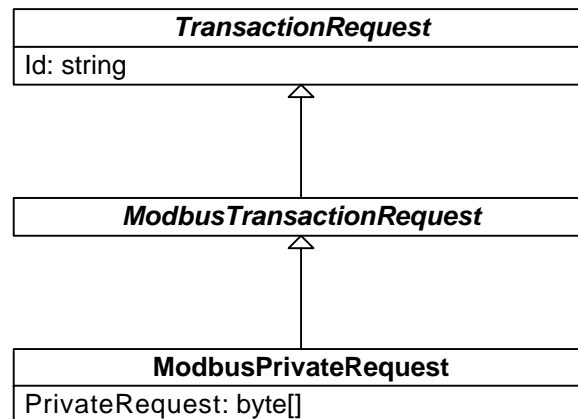 TransactionRequest
Id: string
ModbusTransactionRequest
ModbusPrivateRequest
PrivateRequest: byte[]